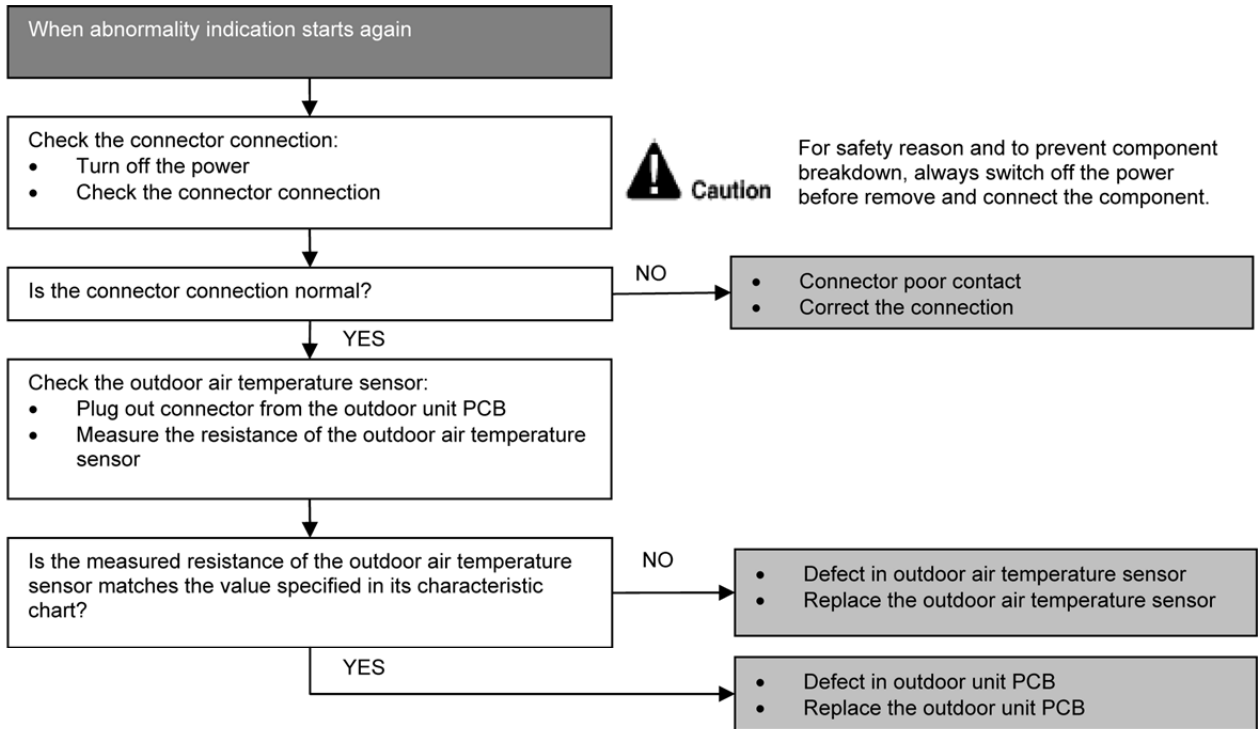 When abnormality indication starts again
Check the connector connection:
• Turn off the power
• Check the connector connection
Caution
For safety reason and to prevent component
breakdown, always switch off the power
before remove and connect the component.
Is the connector connection normal?
NO
• Connector poor contact
• Correct the connection
YES
Check the outdoor air temperature sensor:
• Plug out connector from the outdoor unit PCB
• Measure the resistance of the outdoor air temperature
sensor
Is the measured resistance of the outdoor air temperature
sensor matches the value specified in its characteristic
chart?
NO
• Defect in outdoor air temperature sensor
• Replace the outdoor air temperature sensor
YES
• Defect in outdoor unit PCB
• Replace the outdoor unit PCB